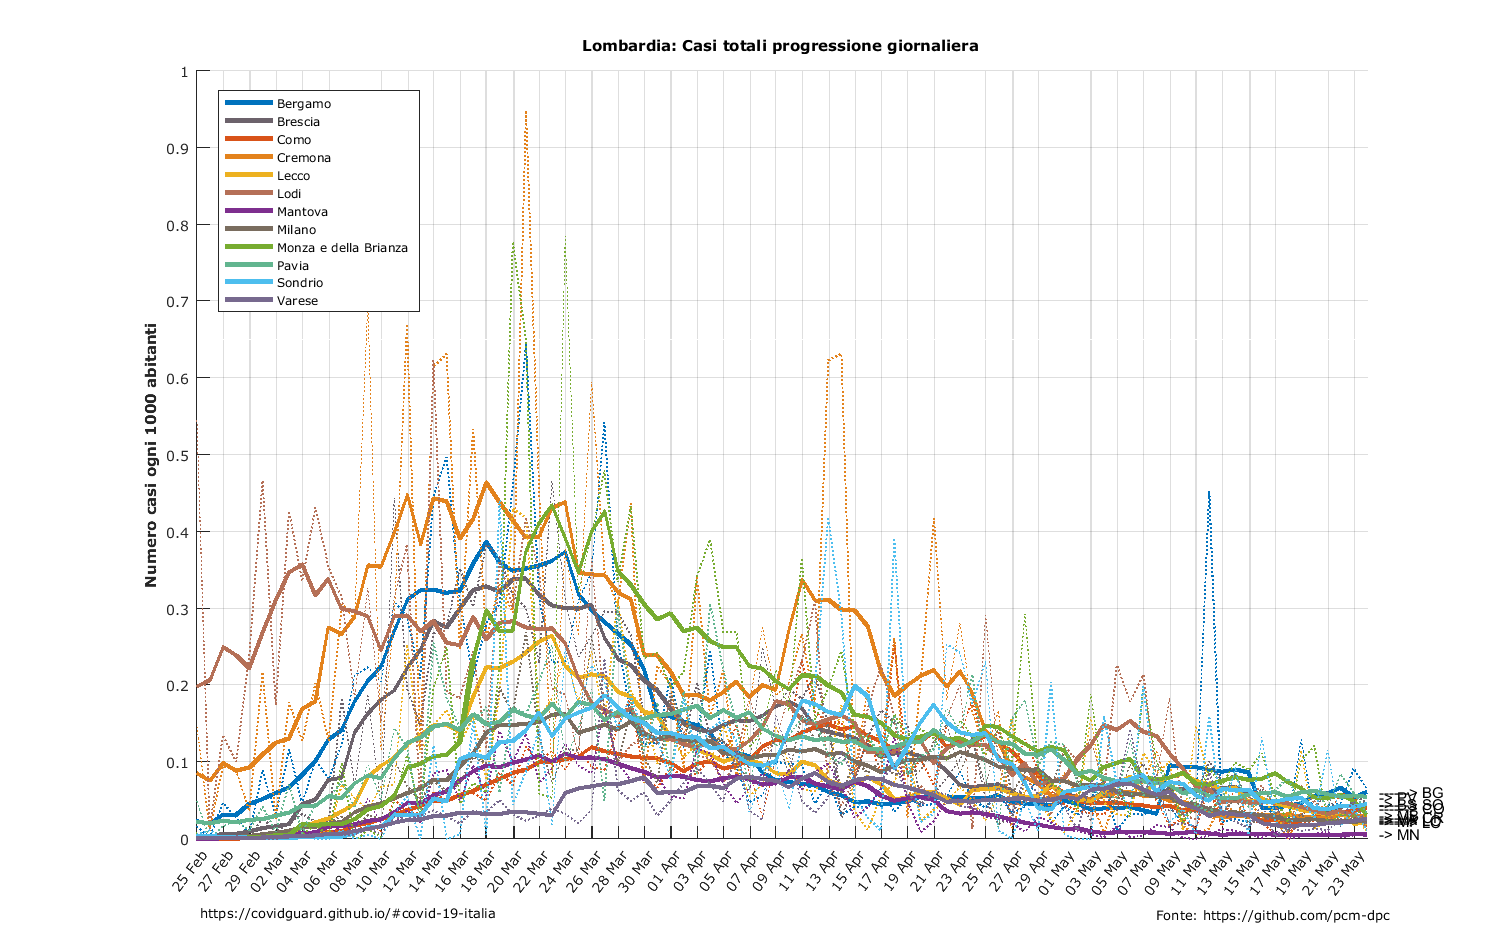 Lombardia: Casi totali progressione giornaliera
Numero casi ogni 1000 abitanti
1
0.9
0.8
0.7
0.6
0.5
0.4
0.3
0.2
0.1
0
Bergamo
Brescia
Como
Cremona
Lecco
Lodi
Mantova
Milano
Monza e della Brianza
Pavia
Sondrio
Varese
-> BG
-> MN
25 Feb
27 Feb
29 Feb
02 Mar
04 Mar
06 Mar
08 Mar
10 Mar
12 Mar
14 Mar
16 Mar
18 Mar
20 Mar
22 Mar
24 Mar
26 Mar
28 Mar
30 Mar
01 Apr
03 Apr
05 Apr
07 Apr
09 Apr
11 Apr
13 Apr
15 Apr
17 Apr
19 Apr
21 Apr
23 Apr
25 Apr
27 Apr
29 Apr
01 May
03 May
05 May
07 May
09 May
11 May
13 May
15 May
17 May
19 May
21 May
23 May
https://covidguard.github.io/#covid-19-italia
Fonte: https://github.com/pcm-dpc